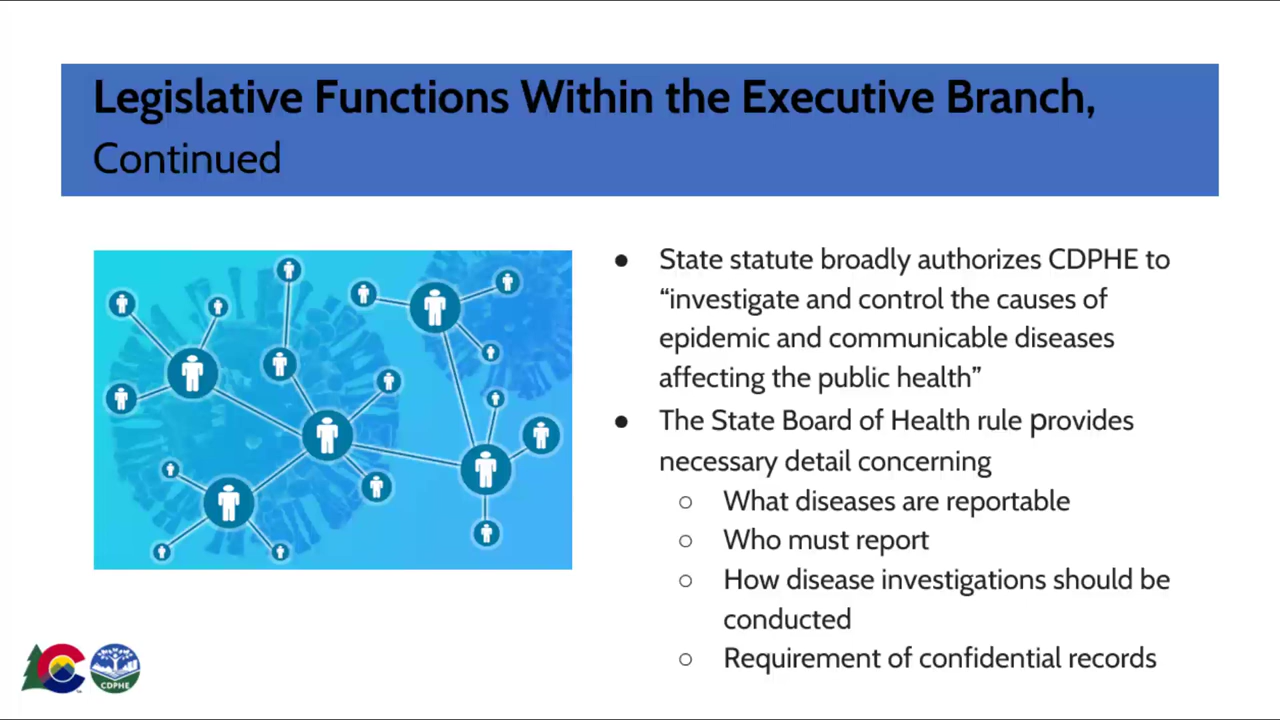 Legislative Functions Within the Executive Branch,
Continued
● State statute broadly authorizes CDPHE to
“investigate and control the causes of
epidemic and communicable diseases
affecting the public health”
● The State Board of Health rule provides
necessary detail concerning
○ What diseases are reportable
○ Who must report
○ How disease investigations should be
conducted
○ Requirement of confidential records
CDPHE